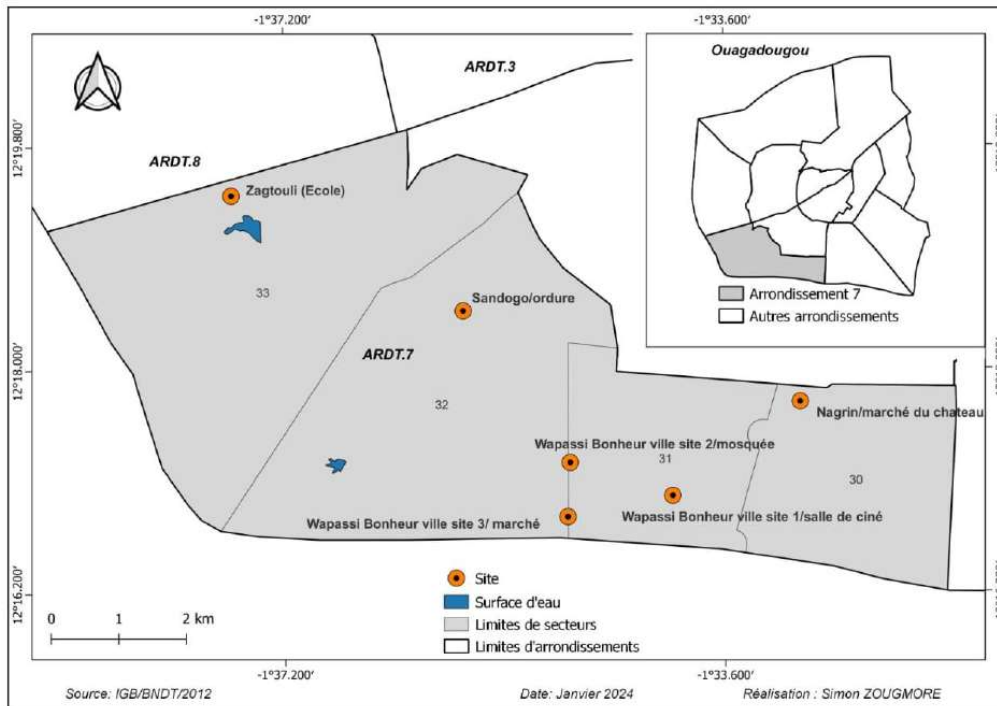 -1°37.200'
-1°33.600'
Ouagadougou
ARDT.3
ARDT.8
12°19.800'
Zagtouli (Ecole)
33
Sandogo/ordure
Arrondissement 7
Autres arrondissements
ARDT.7
12°18.000'
32
Nagrin/marché du chateau
Wapassi Bonheur ville site 2/mosquée
31
30
Wapassi Bonheur ville site 3/ marché
Wapassi Bonheur ville site 1/salle de ciné
12°16.200'
Site
Surface d'eau
Limites de secteurs
Limites d'arrondissements
0 1 2 km
-1°37.200'
-1°33.600'
Source: IGB/BNDT/2012
Date: Janvier 2024
Réalisation : Simon ZOUGMORE